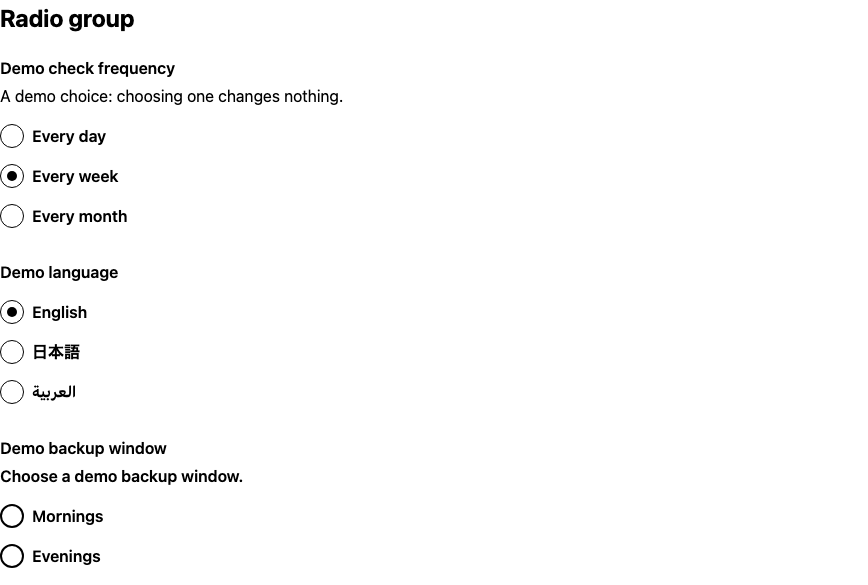 Radio group
Demo check frequency
A demo choice: choosing one changes nothing.
Every day
Every week
Every month
Demo language
English
日本語
العربية
Demo backup window
Choose a demo backup window.
Mornings
Evenings